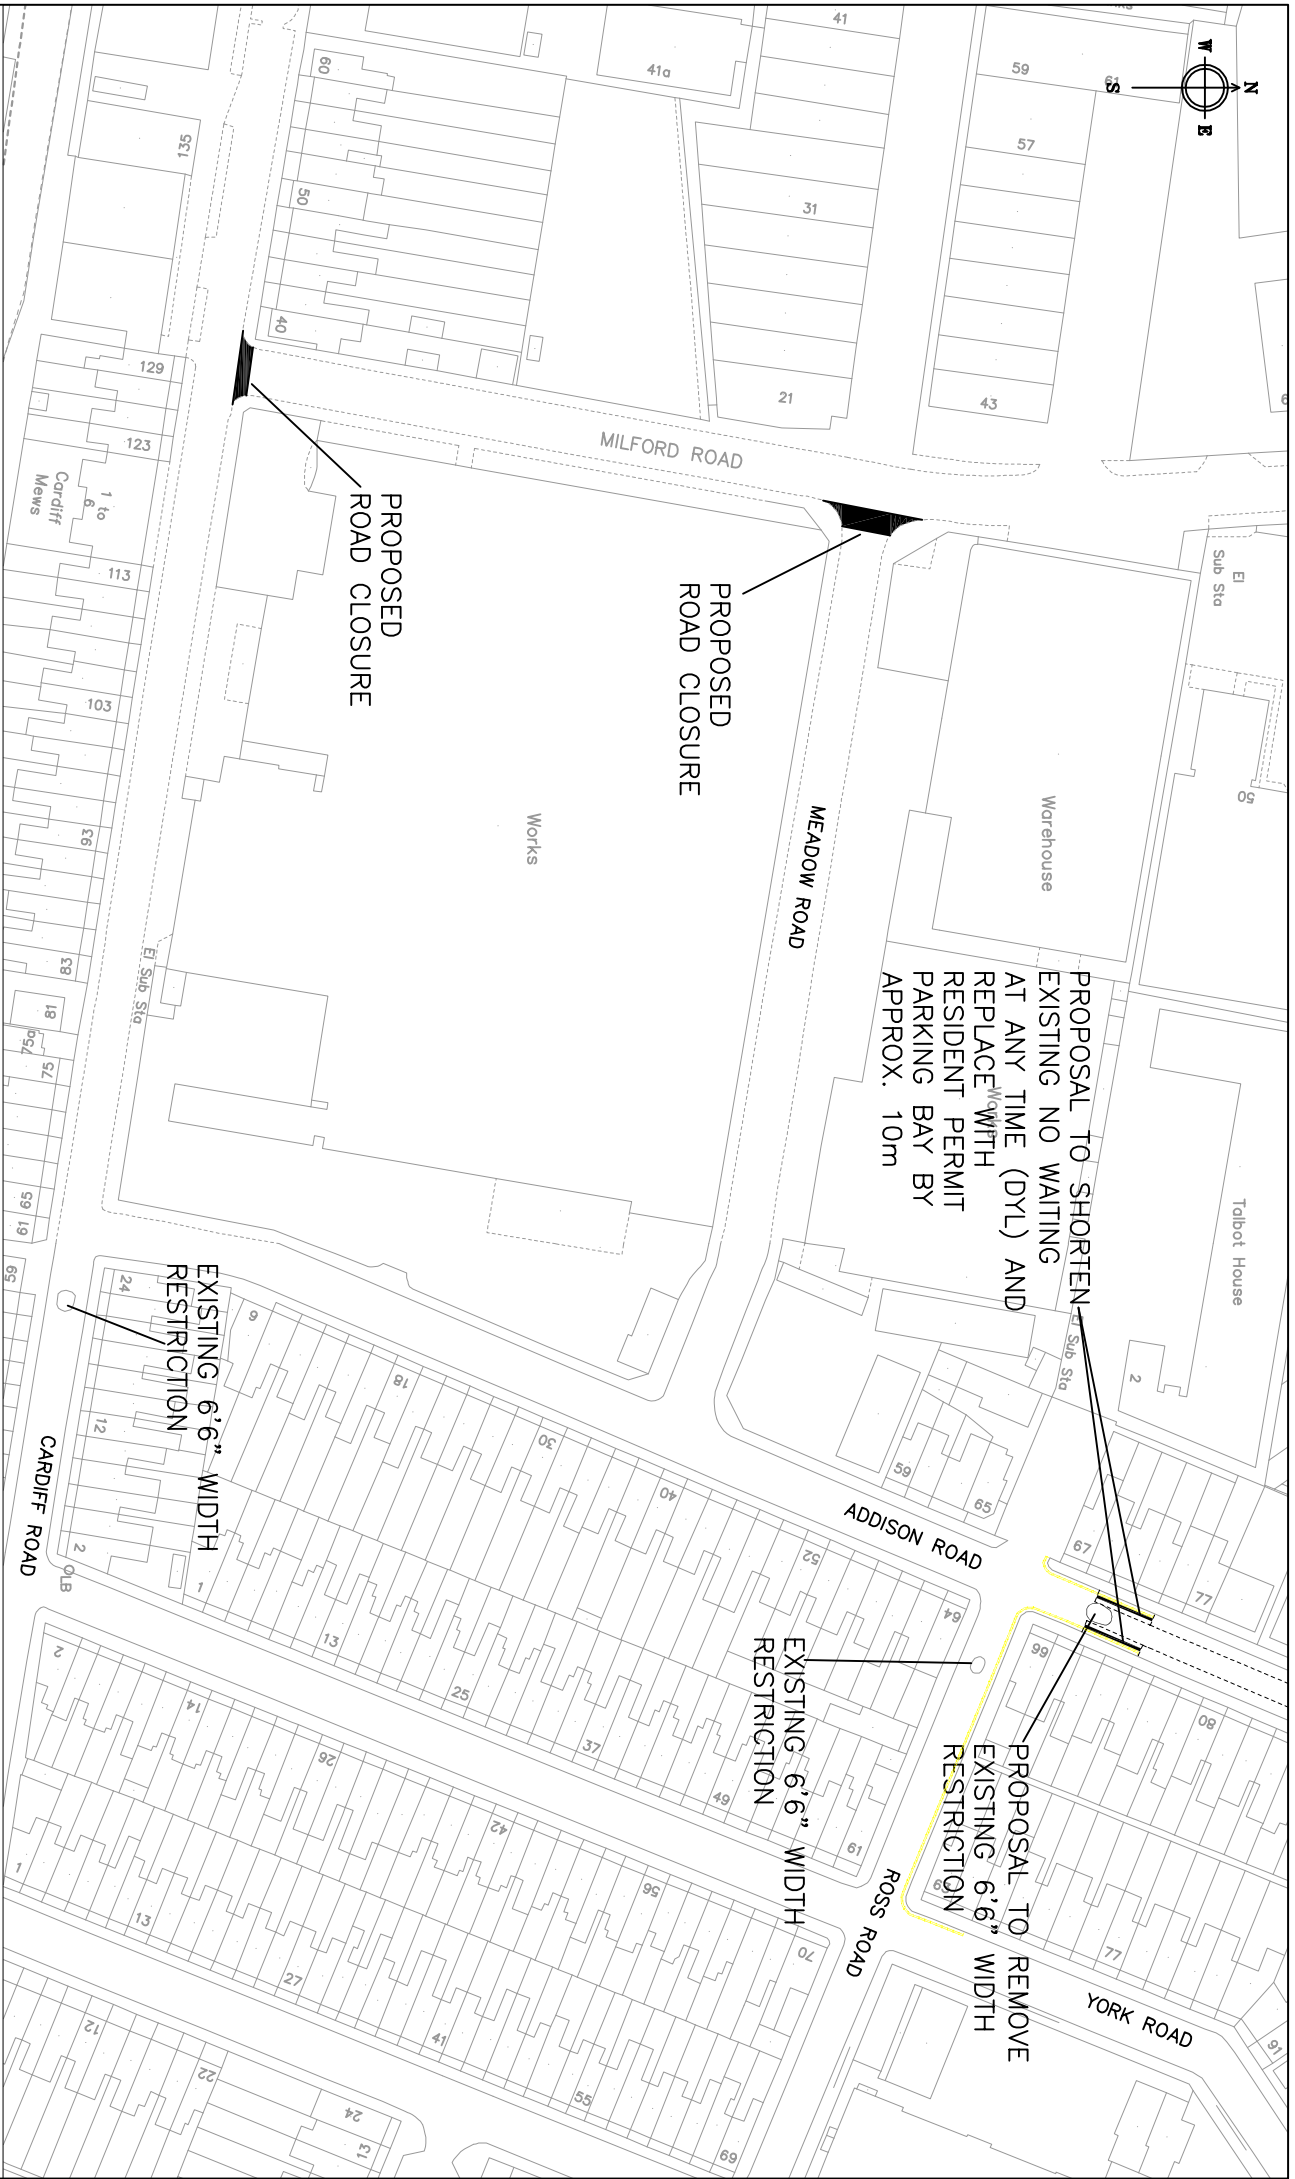 N
W
E
S
PROPOSED
ROAD CLOSURE
PROPOSED
ROAD CLOSURE
PROPOSAL TO SHORTEN
EXISTING NO WAITING
AT ANY TIME (DYL) AND
REPLACE WITH
RESIDENT PERMIT
PARKING BAY BY
APPROX. 10m
EXISTING 6'6" WIDTH
RESTRICTION
EXISTING 6'6" WIDTH
RESTRICTION
PROPOSAL TO REMOVE
EXISTING 6'6" WIDTH
RESTRICTION
MILFORD ROAD
MEADOW ROAD
ADDISON ROAD
CARDIFF ROAD
ROSS ROAD
YORK ROAD
Warehouse
Works
Works
Talbot House
El
Sub Sta
El Sub Sta
El Sub Sta
1 to
6
Cardiff
Mews
OLB
41
41a
59
61
57
31
21
43
60
50
40
135
129
123
113
103
93
83
81
75a
75
65
61
59
50
2
24
12
2
6
18
30
40
52
64
1
13
25
37
49
61
59
65
67
77
66
80
69
77
91
2
14
26
42
56
70
1
13
27
41
55
69
12
22
24
13